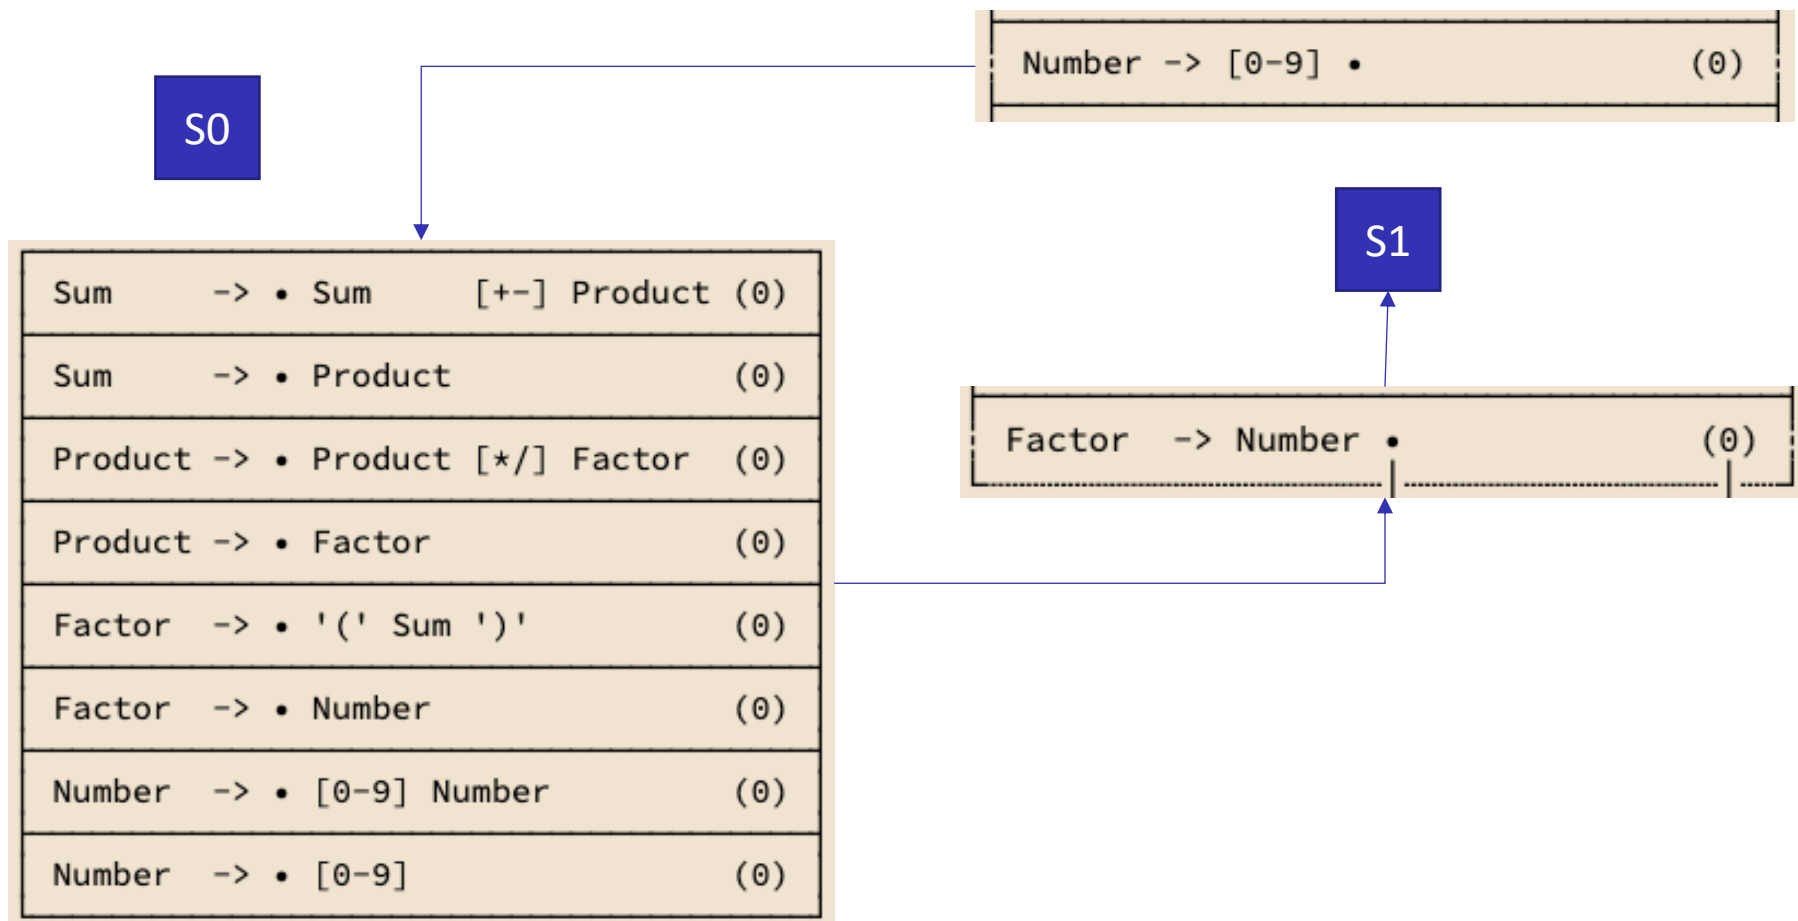 Number -> [0-9] • (0)
S0
S1
Sum -> • Sum [+-] Product (0)
Sum -> • Product (0)
Product -> • Product [*/] Factor (0)
Product -> • Factor (0)
Factor -> • '(' Sum ')' (0)
Factor -> • Number (0)
Number -> • [0-9] Number (0)
Number -> • [0-9] (0)
Factor -> Number • (0)